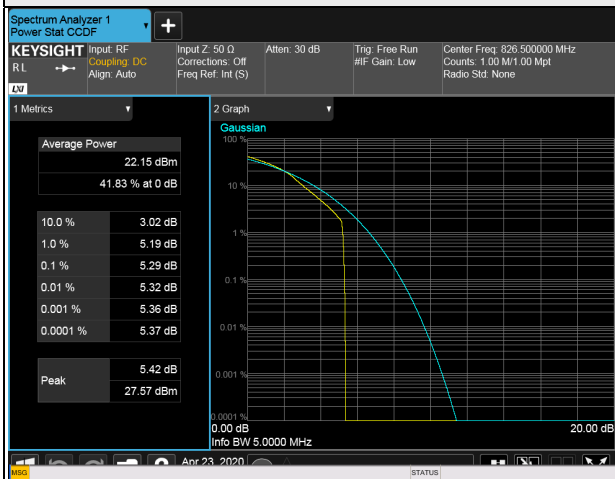 Spectrum Analyzer 1
Power Stat CCDF
+
KEYSIGHT
RL
LXI
Input: RF
Coupling: DC
Align: Auto
Input Z: 50 Ω
Corrections: Off
Freq Ref: Int (S)
Atten: 30 dB
Trig: Free Run
#IF Gain: Low
Center Freq: 826.500000 MHz
Counts: 1.00 M/1.00 Mpt
Radio Std: None
1 Metrics
Average Power
22.15 dBm
41.83 % at 0 dB
10.0 % 3.02 dB
1.0 % 5.19 dB
0.1 % 5.29 dB
0.01 % 5.32 dB
0.001 % 5.36 dB
0.0001 % 5.37 dB
Peak
5.42 dB
27.57 dBm
2 Graph
Gaussian
100 %
10 %
1 %
0.1 %
0.01 %
0.001 %
0.0001 %
0.00 dB 20.00 dB
Info BW 5.0000 MHz
Apr 23, 2020
MSG STATUS